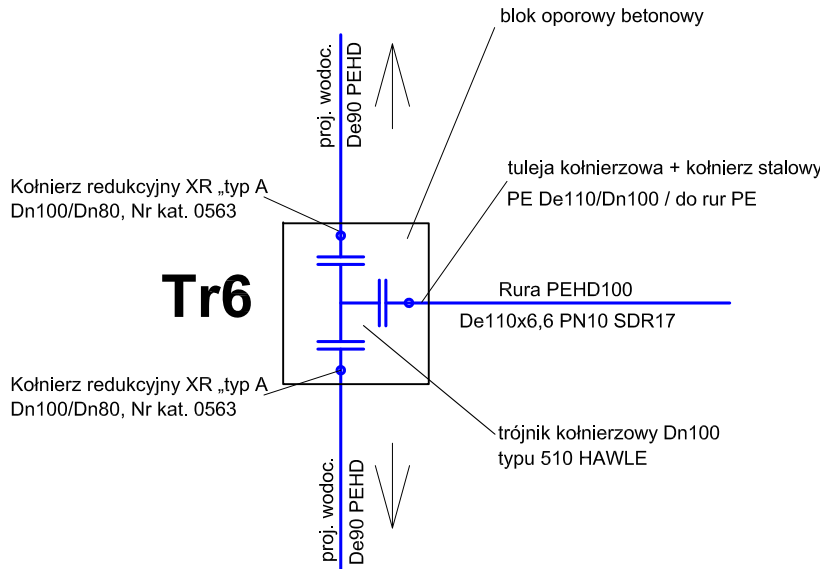 blok oporowy betonowy
proj. wodoc.
De90 PEHD
tuleja kołnierzowa + kołnierz stalowy
PE De110/Dn100 / do rur PE
Kołnierz redukcyjny XR „typ A
Dn100/Dn80, Nr kat. 0563
Tr6
Rura PEHD100
De110x6,6 PN10 SDR17
Kołnierz redukcyjny XR „typ A
Dn100/Dn80, Nr kat. 0563
trójnik kołnierzowy Dn100
typu 510 HAWLE
proj. wodoc.
De90 PEHD